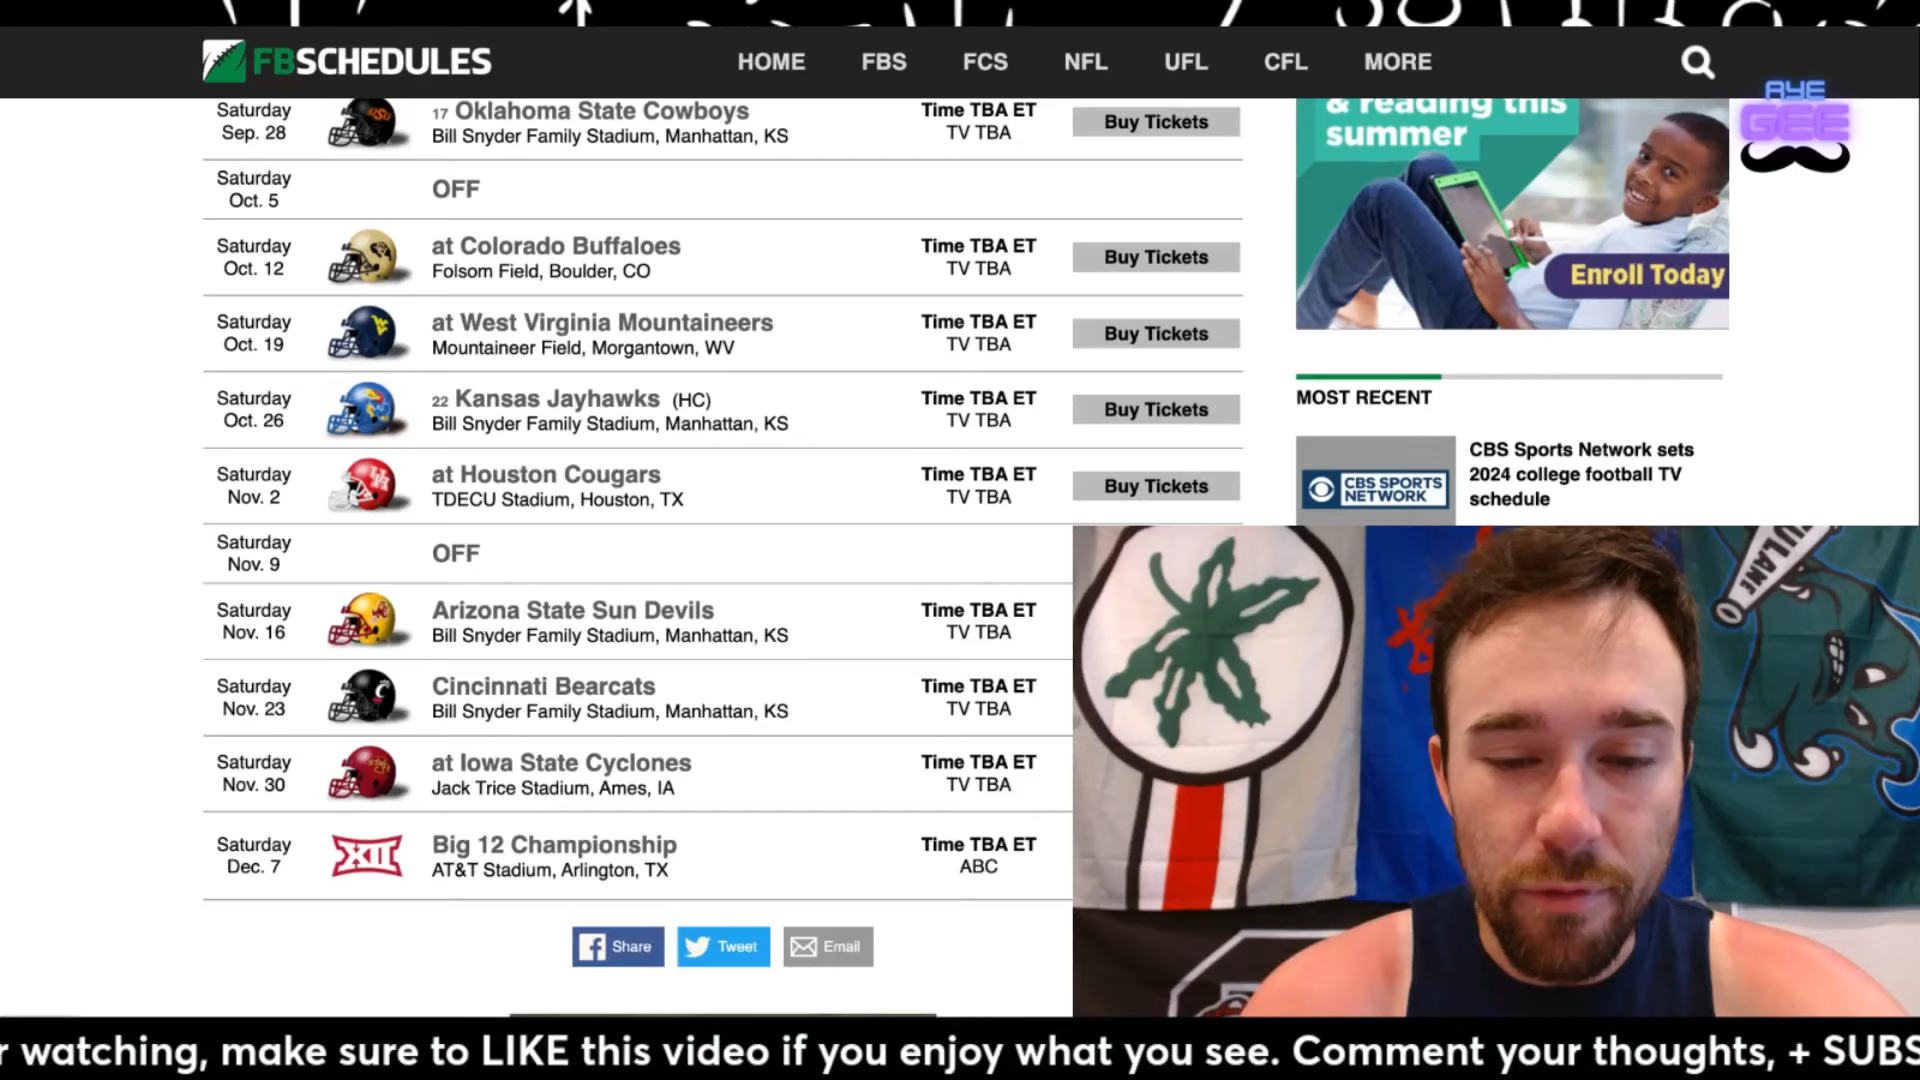 FBSCHEDULES
HOME FBS FCS NFL UFL CFL MORE
AYE
GEE
Saturday
Sep. 28
17 Oklahoma State Cowboys
Bill Snyder Family Stadium, Manhattan, KS
Time TBA ET
TV TBA
Buy Tickets
Saturday
Oct. 5
OFF
Saturday
Oct. 12
at Colorado Buffaloes
Folsom Field, Boulder, CO
Time TBA ET
TV TBA
Buy Tickets
Saturday
Oct. 19
at West Virginia Mountaineers
Mountaineer Field, Morgantown, WV
Time TBA ET
TV TBA
Buy Tickets
Saturday
Oct. 26
22 Kansas Jayhawks (HC)
Bill Snyder Family Stadium, Manhattan, KS
Time TBA ET
TV TBA
Buy Tickets
Saturday
Nov. 2
at Houston Cougars
TDECU Stadium, Houston, TX
Time TBA ET
TV TBA
Buy Tickets
Saturday
Nov. 9
OFF
Saturday
Nov. 16
Arizona State Sun Devils
Bill Snyder Family Stadium, Manhattan, KS
Time TBA ET
TV TBA
Saturday
Nov. 23
Cincinnati Bearcats
Bill Snyder Family Stadium, Manhattan, KS
Time TBA ET
TV TBA
Saturday
Nov. 30
at Iowa State Cyclones
Jack Trice Stadium, Ames, IA
Time TBA ET
TV TBA
Saturday
Dec. 7
XII
Big 12 Championship
AT&T Stadium, Arlington, TX
Time TBA ET
ABC
Share
Tweet
Email
& reading this
summer
Enroll Today
MOST RECENT
CBS SPORTS
NETWORK
CBS Sports Network sets
2024 college football TV
schedule
TULANE
r watching, make sure to LIKE this video if you enjoy what you see. Comment your thoughts, + SUBS